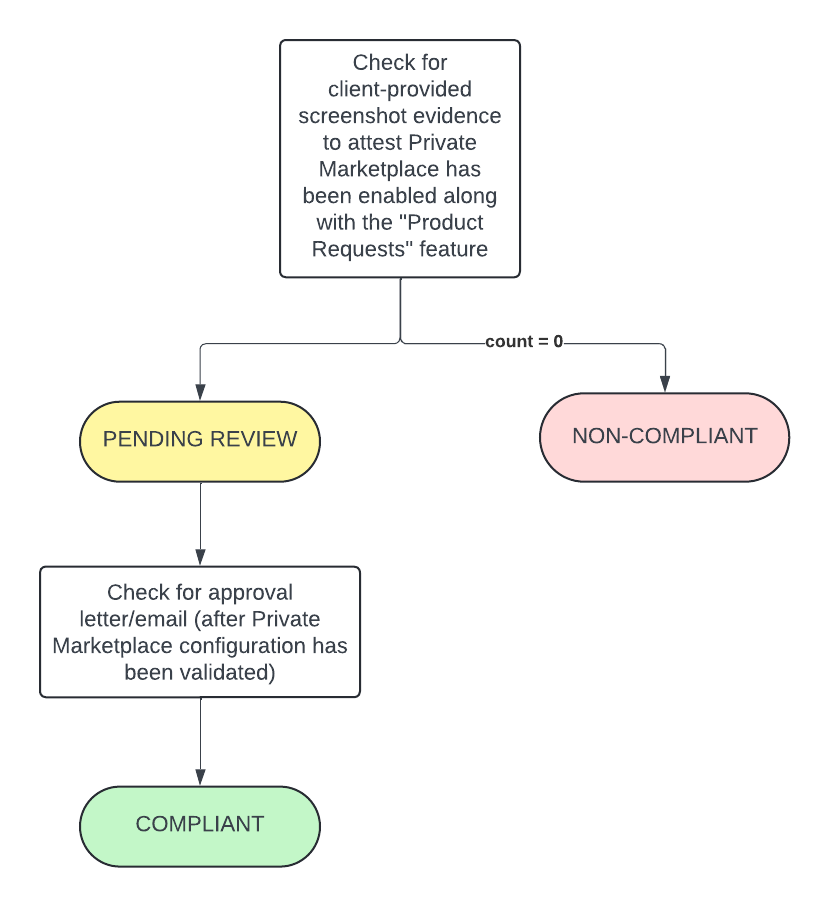 Check for
client-provided
screenshot evidence
to attest Private
Marketplace has
been enabled along
with the "Product
Requests" feature
count = 0
PENDING REVIEW
NON-COMPLIANT
Check for approval
letter/email (after Private
Marketplace configuration has
been validated)
COMPLIANT